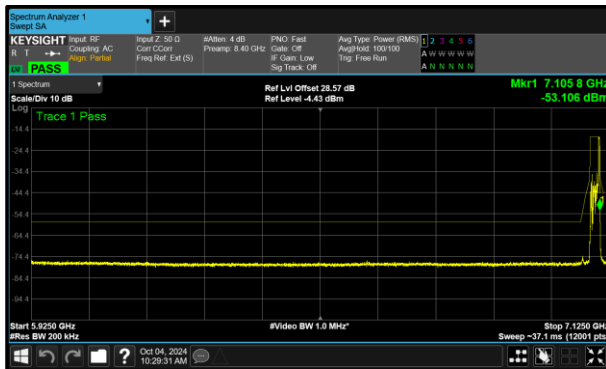 Spectrum Analyzer 1
Swept SA
+
KEYSIGHT Input: RF Input Z: 50 Ω #Atten: 4 dB PNO: Fast Avg Type: Power (RMS) 1 2 3 4 5 6
R T Coupling: AC Corr CCorr Preamp: 8.40 GHz Gate: Off Avg|Hold: 100/100 A W W W W W
Align: Partial Freq Ref: Ext (S) IF Gain: Low Trig: Free Run
PASS Sig Track: Off A N N N N N
1 Spectrum Ref Lvl Offset 28.57 dB Mkr1 7.105 8 GHz
Scale/Div 10 dB Ref Level -4.43 dBm -53.106 dBm
Log
Trace 1 Pass
-14.4
-24.4
-34.4
-44.4
-54.4
-64.4
-74.4
-84.4
-94.4
Start 5.9250 GHz #Video BW 1.0 MHz* Stop 7.1250 GHz
#Res BW 200 kHz Sweep ~37.1 ms (12001 pts)
? Oct 04, 2024
10:29:31 AM